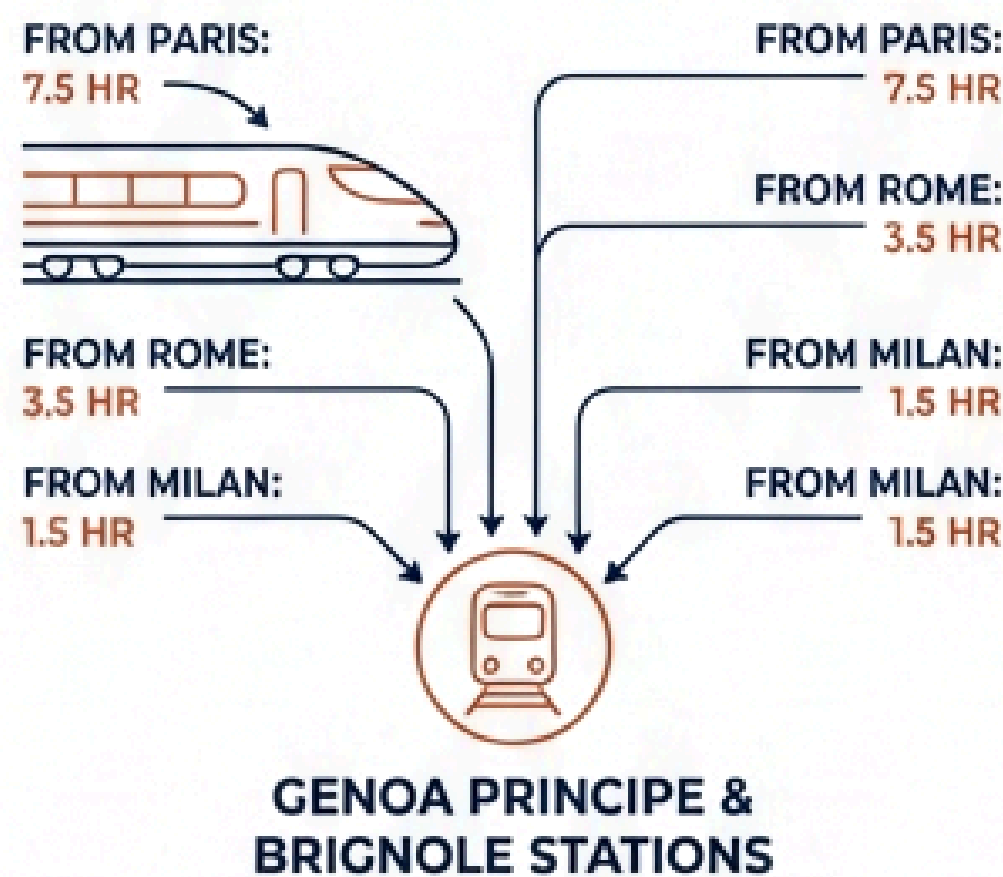 FROM PARIS:
7.5 HR
FROM ROME:
3.5 HR
FROM MILAN:
1.5 HR
FROM PARIS:
7.5 HR
FROM ROME:
3.5 HR
FROM MILAN:
1.5 HR
FROM MILAN:
1.5 HR
GENOA PRINCIPE &
BRIGNOLE STATIONS